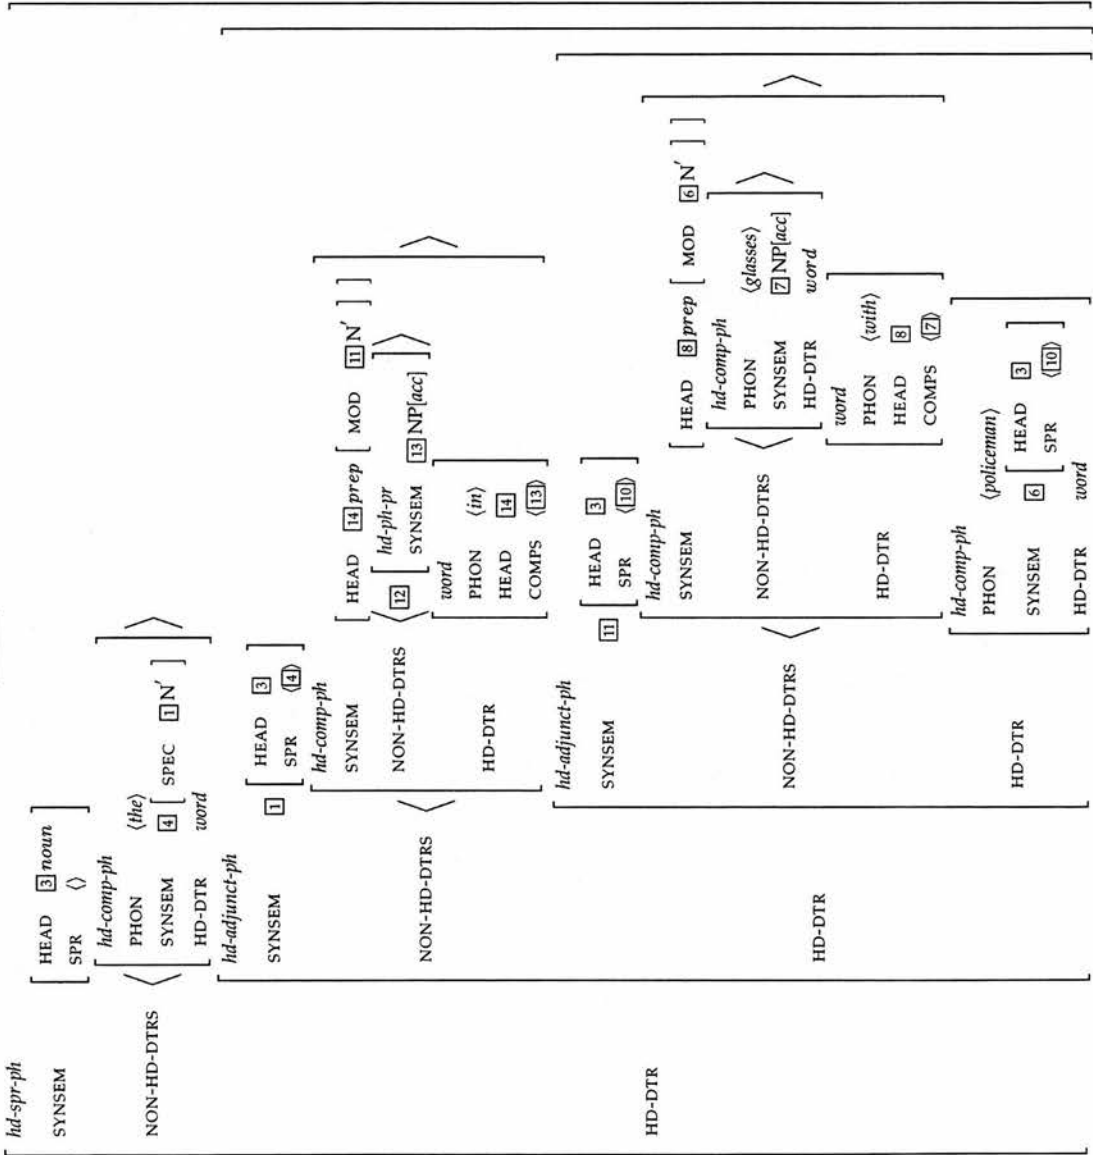 hd-spr-ph
HEAD 3 noun
SYNSEM
SPR ⟨⟩
hd-comp-ph
PHON ⟨the⟩
NON-HD-DTRS
SYNSEM 4 [SPEC 1 N′]
HD-DTR word
hd-adjunct-ph
HEAD 3
SYNSEM 1
SPR ⟨4⟩
hd-comp-ph
SYNSEM [HEAD 14 prep [MOD 11 N′]]
hd-ph-pr
NON-HD-DTRS 12
SYNSEM 13 NP[acc]
NON-HD-DTRS
word
PHON ⟨in⟩
HD-DTR
HEAD 14
COMPS ⟨13⟩
hd-adjunct-ph
HEAD 3
SYNSEM 11
SPR ⟨10⟩
HD-DTR
hd-comp-ph
SYNSEM [HEAD 8 prep [MOD 6 N′]]
hd-comp-ph
PHON ⟨glasses⟩
NON-HD-DTRS
SYNSEM 7 NP[acc]
NON-HD-DTRS
HD-DTR word
HD-DTR
word
PHON ⟨with⟩
HD-DTR
HEAD 8
COMPS ⟨7⟩
hd-comp-ph
PHON ⟨policeman⟩
HD-DTR
HEAD 3
SYNSEM 6
SPR ⟨10⟩
HD-DTR word